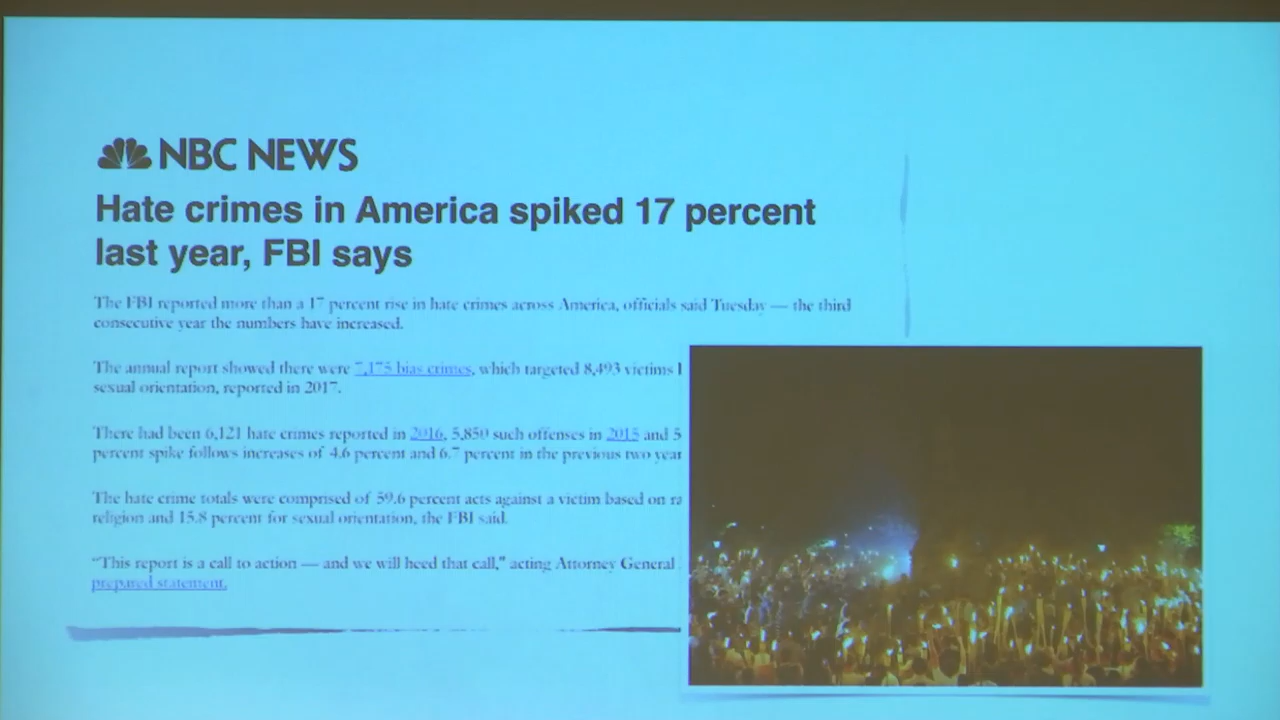 NBC NEWS
Hate crimes in America spiked 17 percent
last year, FBI says
The FBI reported more than a 17 percent rise in hate crimes across America, officials said Tuesday — the third
consecutive year the numbers have increased.
The annual report showed there were 7,175 bias crimes, which targeted 8,493 victims
sexual orientation, reported in 2017.
There had been 6,121 hate crimes reported in 2016, 5,850 such offenses in 2015 and 5
percent spike follows increases of 4.6 percent and 6.7 percent in the previous two year
The hate crime totals were comprised of 59.6 percent acts against a victim based on ra
religion and 15.8 percent for sexual orientation, the FBI said.
“This report is a call to action — and we will heed that call,” acting Attorney General
prepared statement.